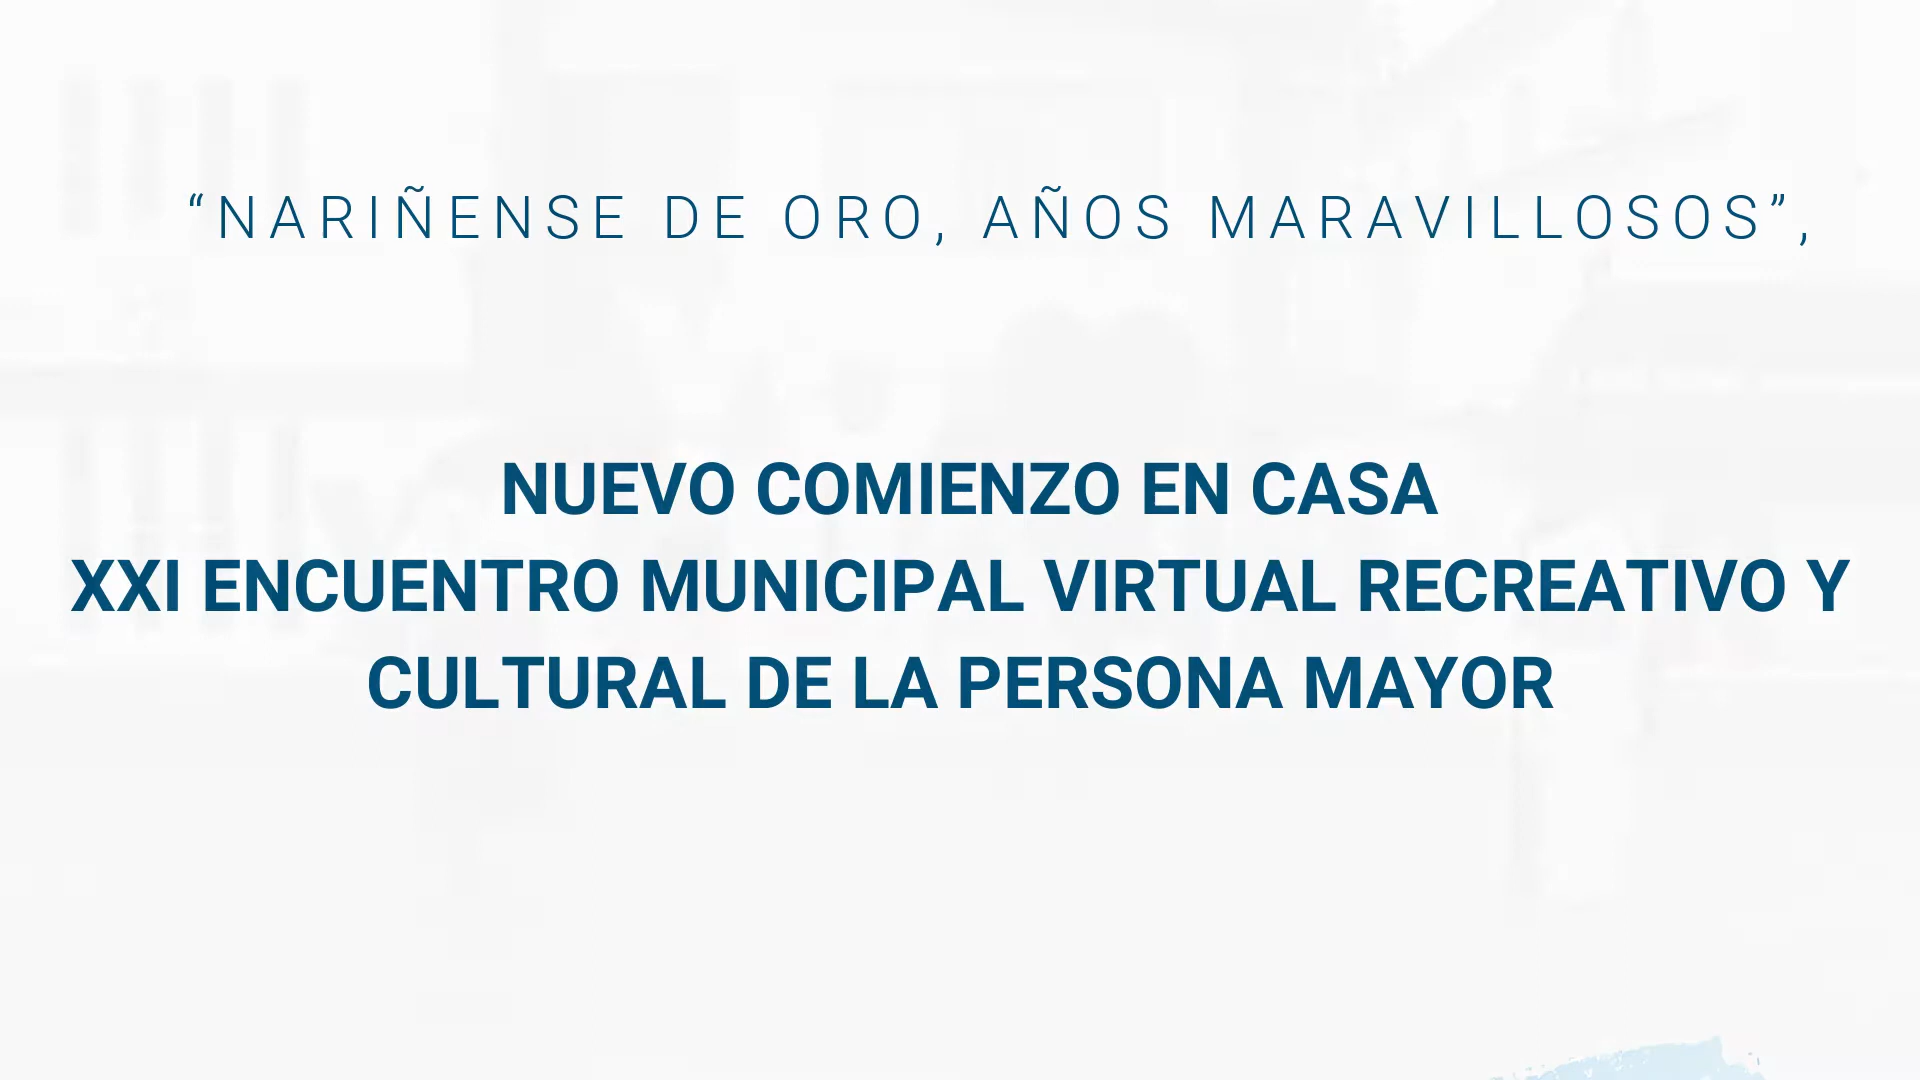 “NARIÑENSE DE ORO, AÑOS MARAVILLOSOS”,
NUEVO COMIENZO EN CASA
XXI ENCUENTRO MUNICIPAL VIRTUAL RECREATIVO Y
CULTURAL DE LA PERSONA MAYOR